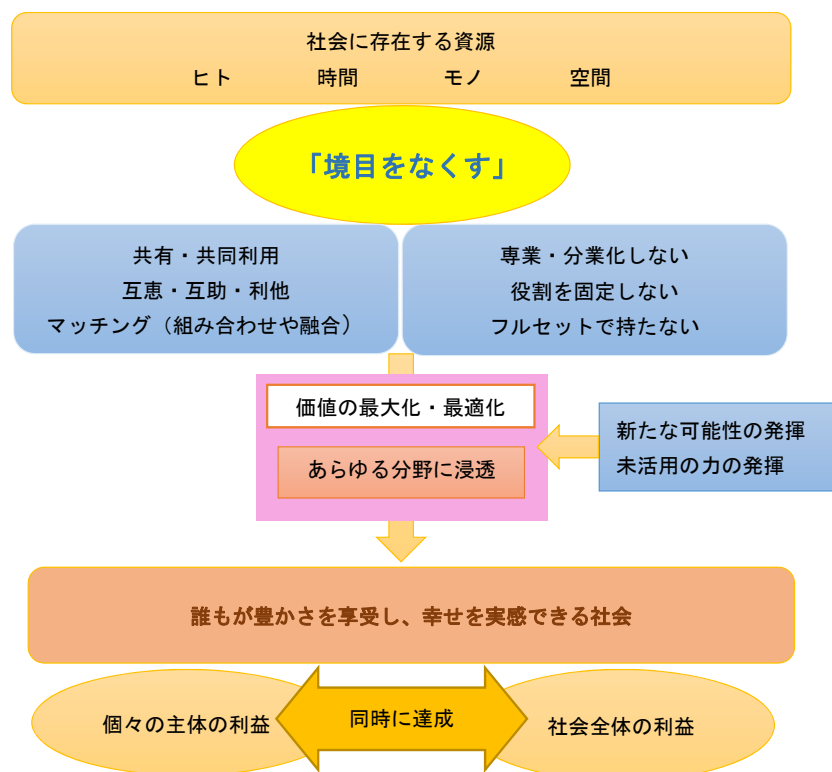 社会に存在する資源
ヒト 時間 モノ 空間
「境目をなくす」
共有・共同利用
互恵・互助・利他
マッチング（組み合わせや融合）
専業・分業化しない
役割を固定しない
フルセットで持たない
価値の最大化・最適化
あらゆる分野に浸透
新たな可能性の発揮
未活用の力の発揮
誰もが豊かさを享受し、幸せを実感できる社会
個々の主体の利益
同時に達成
社会全体の利益